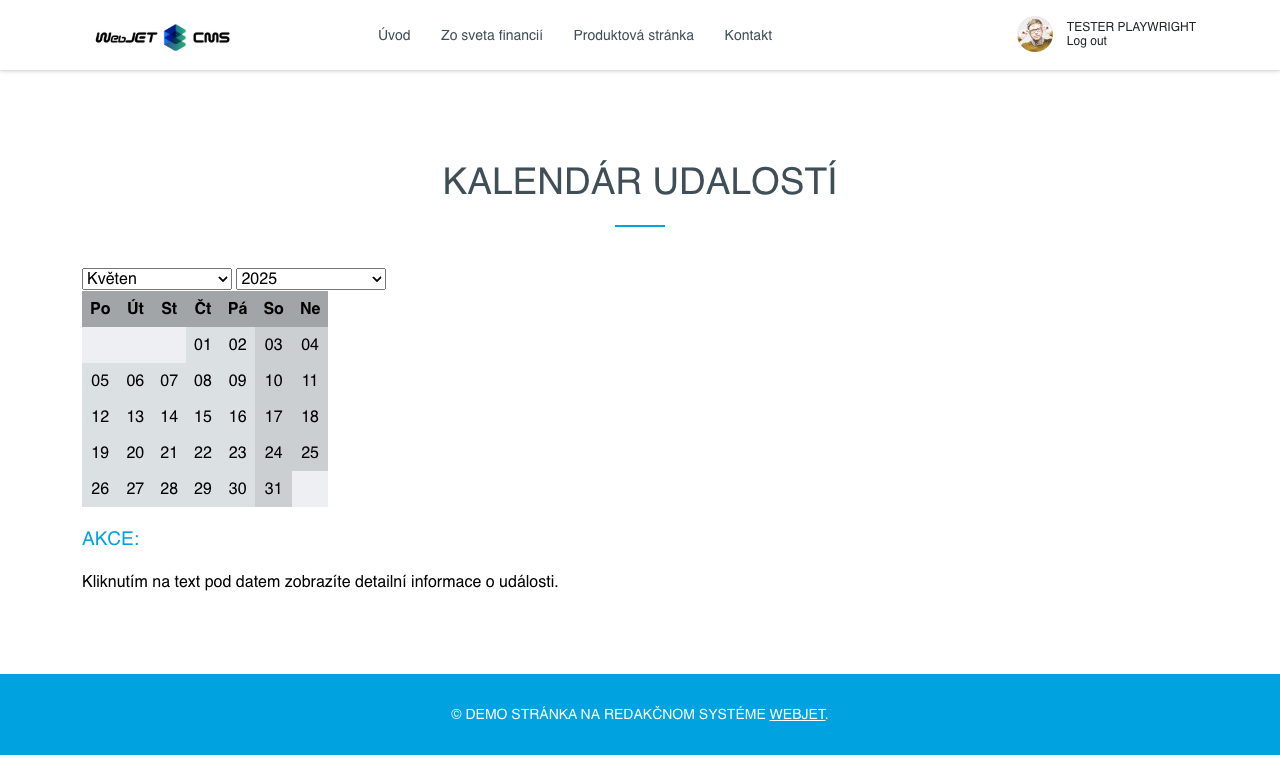 WebJET CMS
Úvod Zo sveta financií Produktová stránka Kontakt
TESTER PLAYWRIGHT
Log out
KALENDÁR UDALOSTÍ
Květen 2025
Po Út St Čt Pá So Ne
01 02 03 04
05 06 07 08 09 10 11
12 13 14 15 16 17 18
19 20 21 22 23 24 25
26 27 28 29 30 31
AKCE:
Kliknutím na text pod datem zobrazíte detailní informace o události.
© DEMO STRÁNKA NA REDAKČNOM SYSTÉME WEBJET.